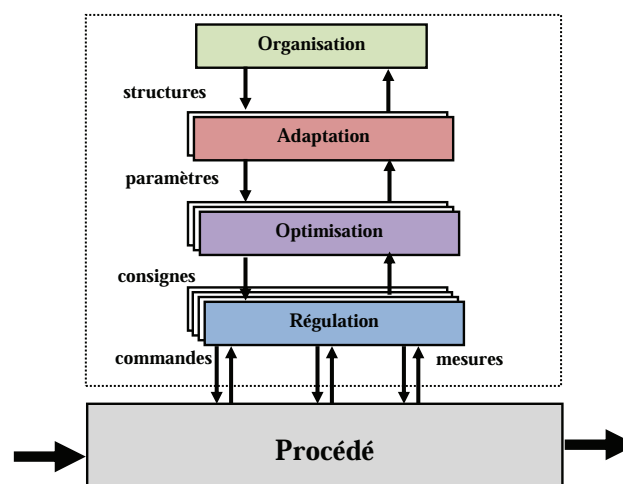 Organisation
structures
Adaptation
paramètres
Optimisation
consignes
Régulation
commandes
mesures
Procédé